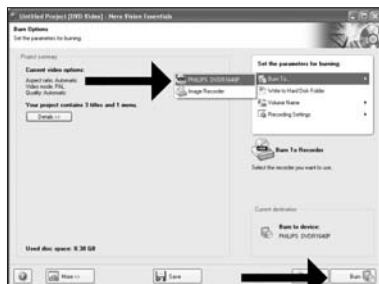 Untitled Project [DVD Video] - Nero Vision Essentials
Burn Options
Set the parameters for burning.
Project summary
Current video options:
Aspect ratio: Automatic
Video mode: PAL
Quality: Automatic
Your project contains 3 titles and 1 menu.
Details
Used disc space: 0.30 GB
PHILIPS DVDR1640P
Image Recorder
Set the parameters for burning:
Burn To...
Write to Hard Disk Folder
Volume Name
Recording Settings
Burn To Recorder
Select the recorder you want to use.
Current destination
Burn to device:
PHILIPS DVDR1640P
More
Save
Burn